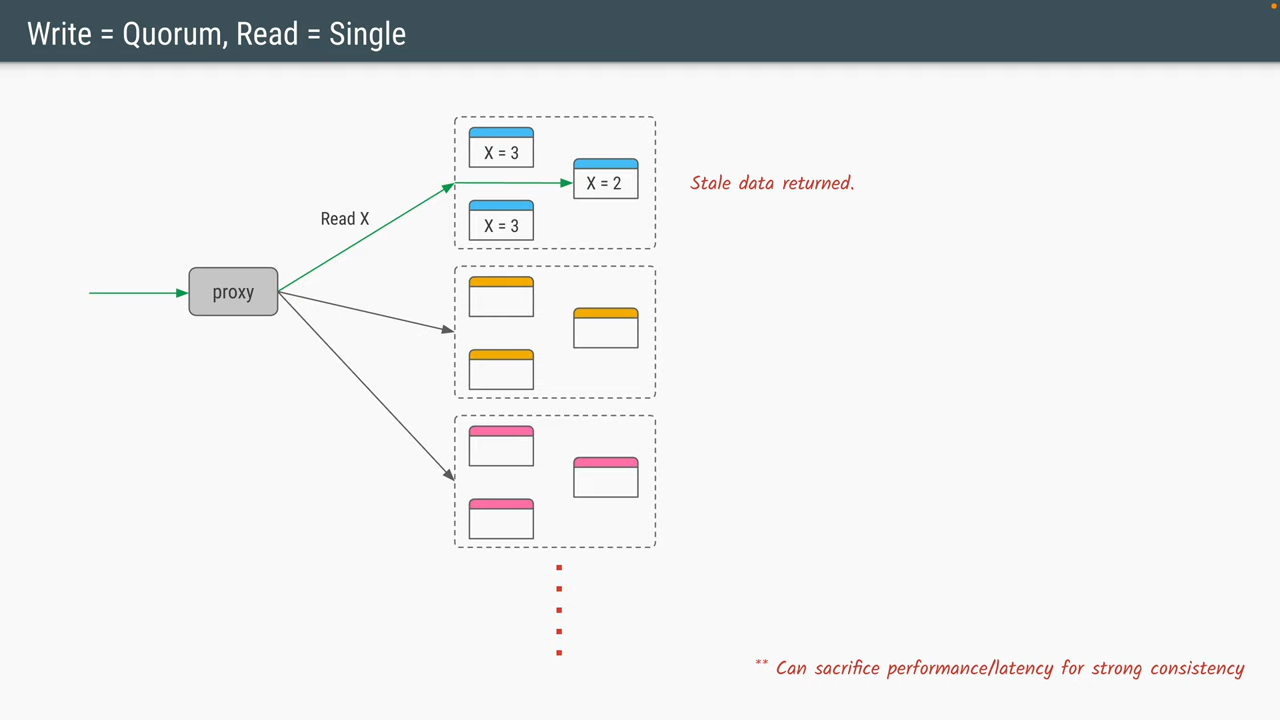 Write = Quorum, Read = Single
X = 3
X = 2
Stale data returned.
Read X
X = 3
proxy
** Can sacrifice performance/latency for strong consistency